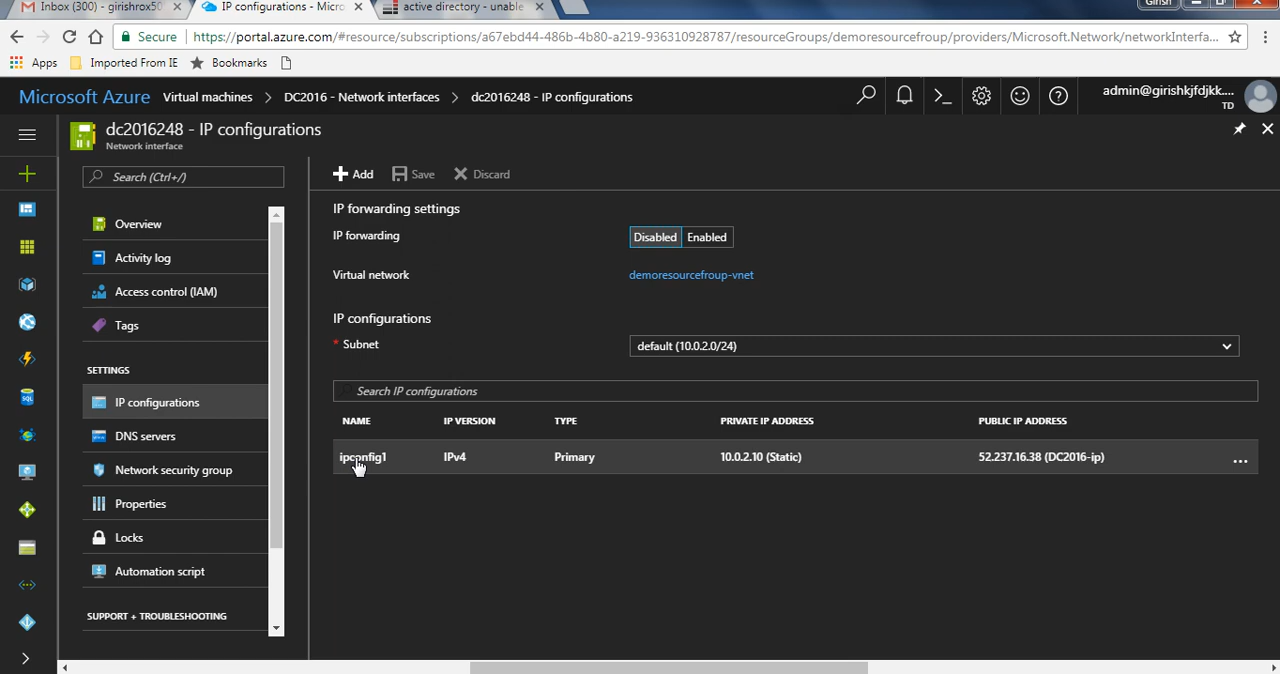 Inbox (300) - girishrox50
IP configurations - Micro
active directory - unable
Girish
Secure
https://portal.azure.com/#resource/subscriptions/a67ebd44-486b-4b80-a219-936310928787/resourceGroups/demoresourcefroup/providers/Microsoft.Network/networkInterfa...
Apps
Imported From IE
Bookmarks
Microsoft Azure Virtual machines > DC2016 - Network interfaces > dc2016248 - IP configurations
admin@girishkjfdjkk....
TD
dc2016248 - IP configurations
Network interface
Search (Ctrl+/)
Overview
Activity log
Access control (IAM)
Tags
SETTINGS
IP configurations
DNS servers
Network security group
Properties
Locks
Automation script
SUPPORT + TROUBLESHOOTING
Add Save Discard
IP forwarding settings
IP forwarding Disabled Enabled
Virtual network demoresourcefroup-vnet
IP configurations
* Subnet default (10.0.2.0/24)
Search IP configurations
NAME IP VERSION TYPE PRIVATE IP ADDRESS PUBLIC IP ADDRESS
ipconfig1 IPv4 Primary 10.0.2.10 (Static) 52.237.16.38 (DC2016-ip) ...